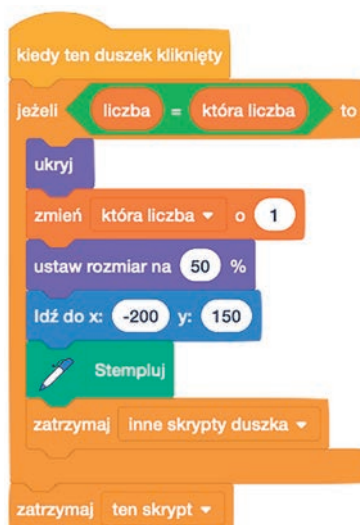 kiedy ten duszek kliknięty
jeżeli liczba = która liczba to
ukryj
zmień która liczba o 1
ustaw rozmiar na 50 %
Idź do x: -200 y: 150
Stempluj
zatrzymaj inne skrypty duszka
zatrzymaj ten skrypt